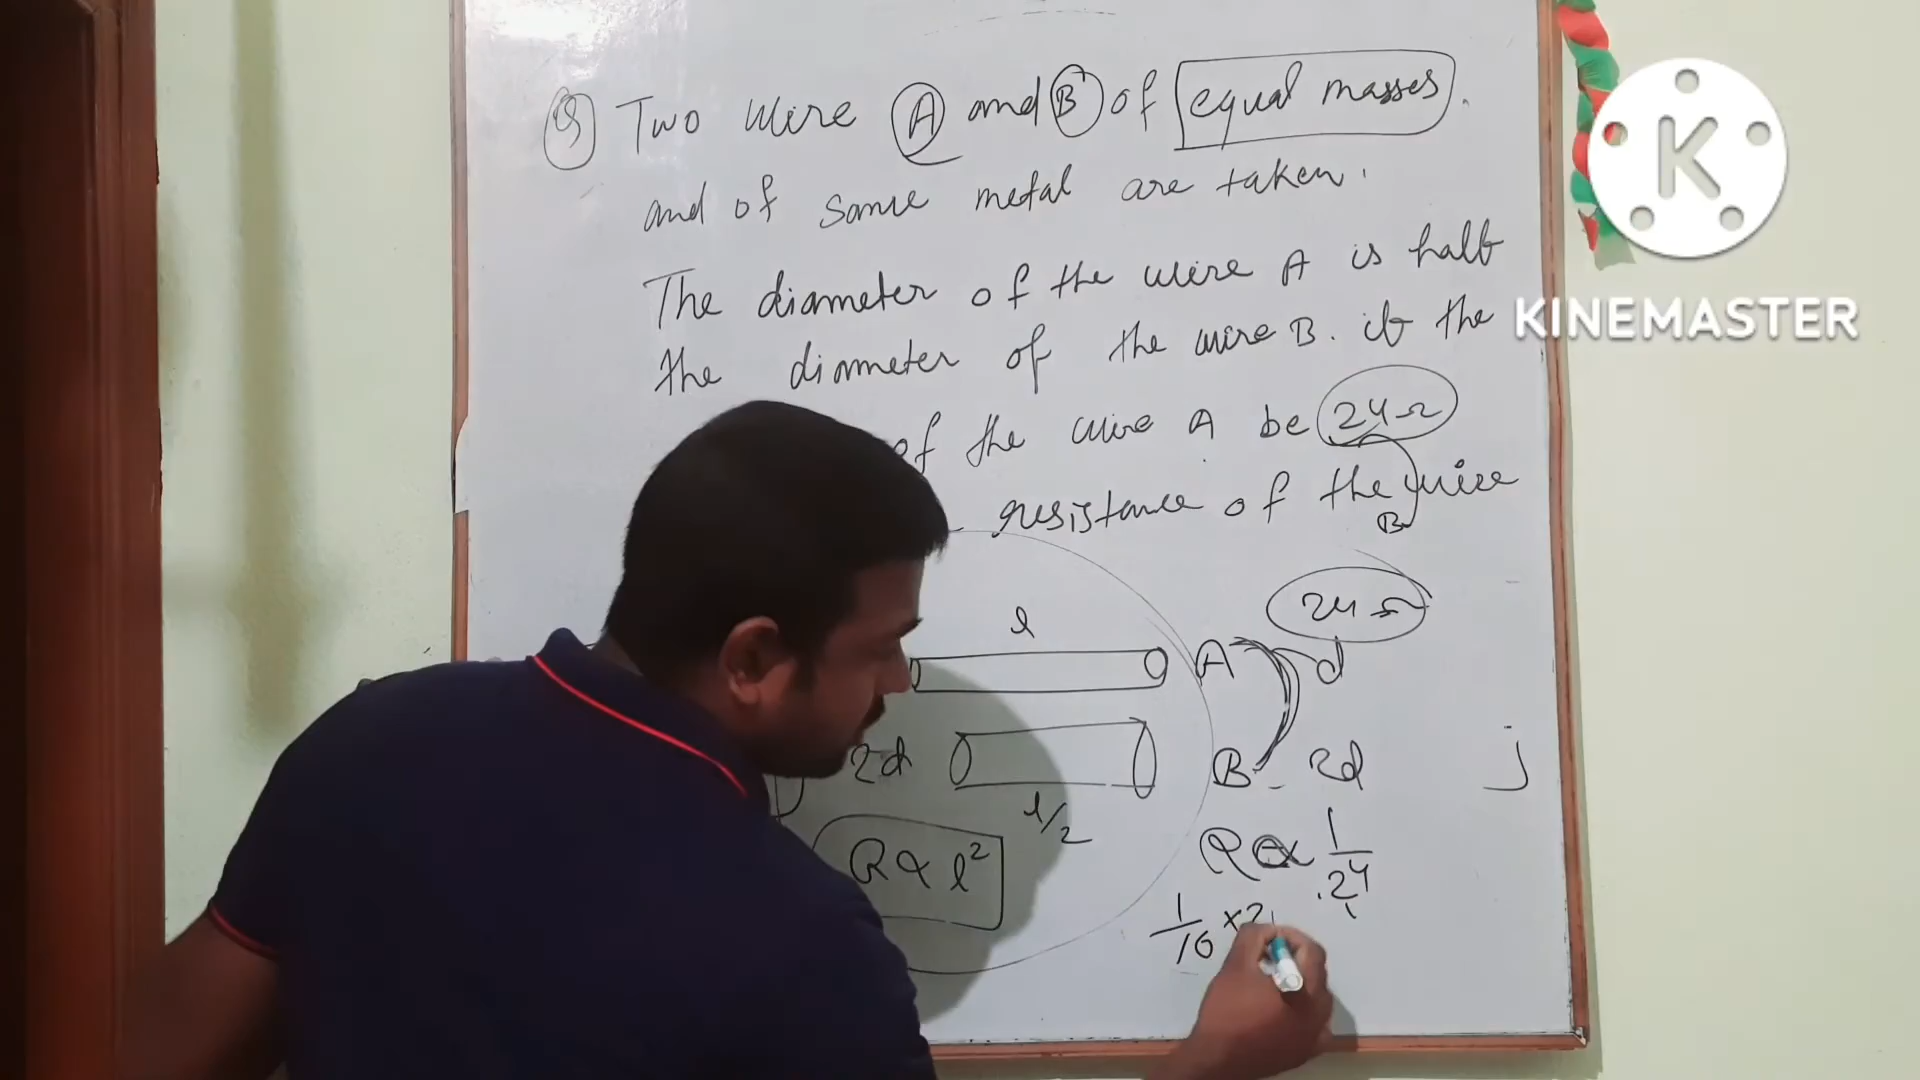 Q Two Wire A and B of equal masses.
and of same metal are taken.
The diameter of the wire A is half
the diameter of the wire B. if the
of the wire A be 24Ω
resistance of the wire
B
24Ω
l
A d
2d B 2d
l/2
R ∝ l²
R ∝ 1/2⁴
1/16 ×
K
KINEMASTER